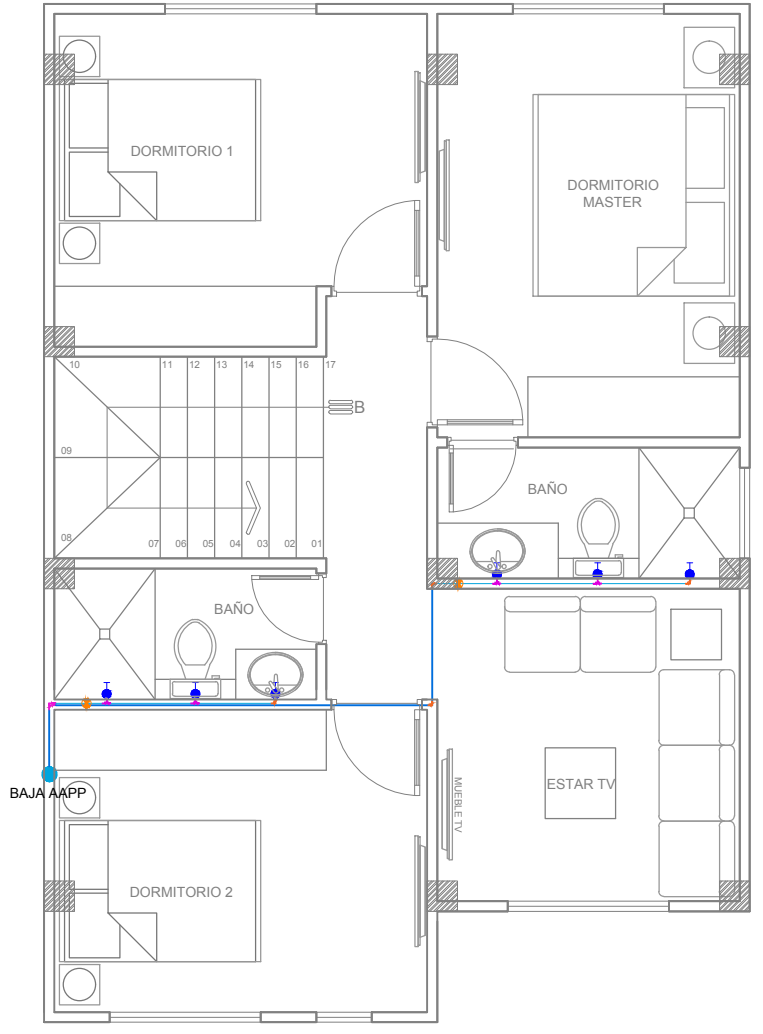 DORMITORIO 1
DORMITORIO
MASTER
10
11
12
13
14
15
16
17
B
09
08
07
06
05
04
03
02
01
BAÑO
BAÑO
BAJA AAPP
MUEBLE TV
ESTAR TV
DORMITORIO 2